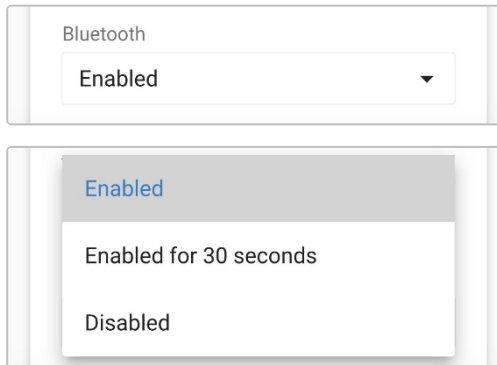 Bluetooth
Enabled
Enabled
Enabled for 30 seconds
Disabled